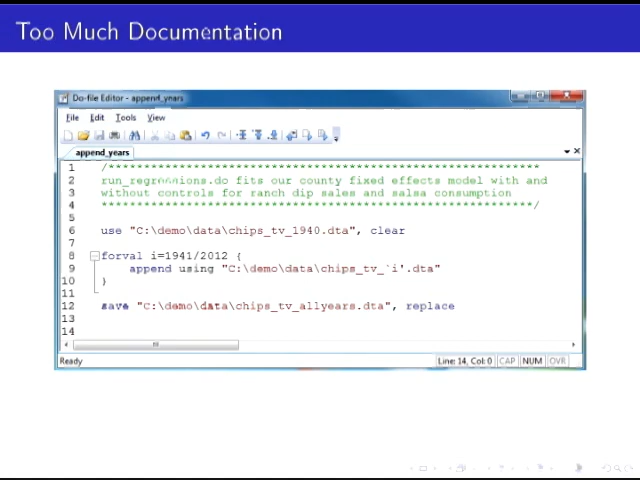 Too Much Documentation
Do-file Editor - append_years
File Edit Tools View
append_years
1 /************************************************************
2 run_regressions.do fits our county fixed effects model with and
3 without controls for ranch dip sales and salsa consumption
4 ************************************************************/
5
6 use "C:\demo\data\chips_tv_1940.dta", clear
7
8 forval i=1941/2012 {
9 append using "C:\demo\data\chips_tv_`i'.dta"
10 }
11
12 save "C:\demo\data\chips_tv_allyears.dta", replace
13
14
Ready Line: 14, Col: 0 CAP NUM OVR